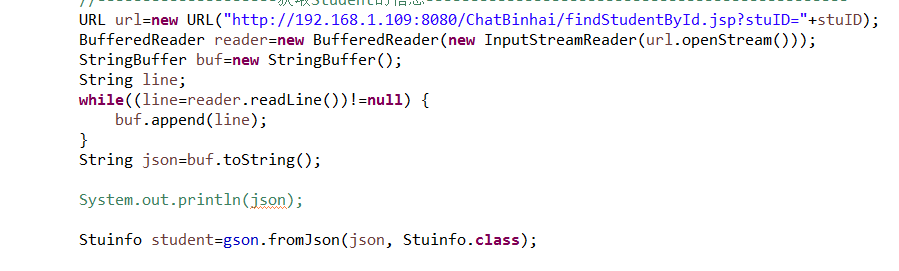 //--------------------获取Student的信息------------------------------------------------
URL url=new URL("http://192.168.1.109:8080/ChatBinhai/findStudentById.jsp?stuID="+stuID);
BufferedReader reader=new BufferedReader(new InputStreamReader(url.openStream()));
StringBuffer buf=new StringBuffer();
String line;
while((line=reader.readLine())!=null) {
buf.append(line);
}
String json=buf.toString();
System.out.println(json);
Stuinfo student=gson.fromJson(json, Stuinfo.class);